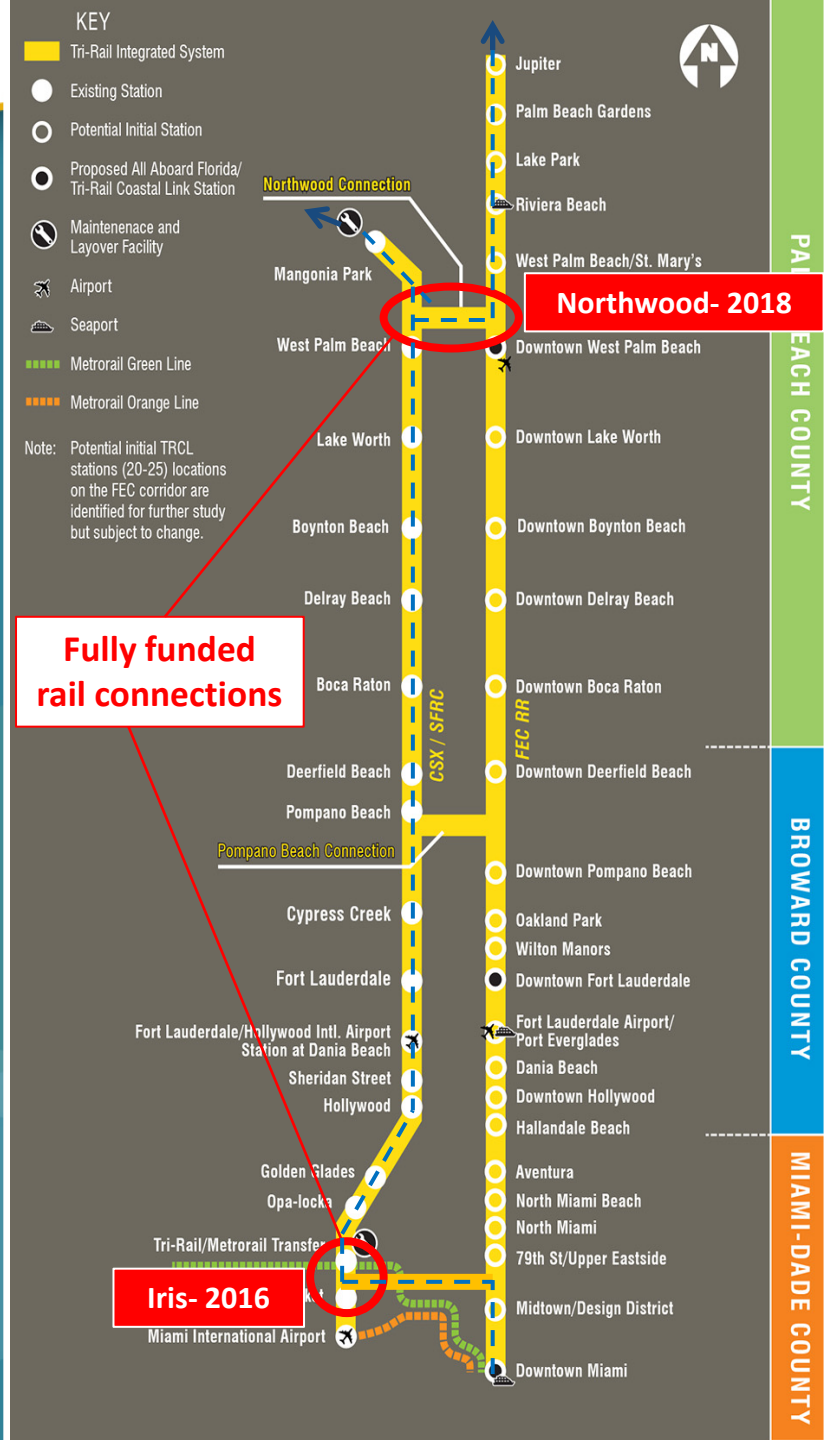 KEY
Tri-Rail Integrated System
Existing Station
Potential Initial Station
Proposed All Aboard Florida/
Tri-Rail Coastal Link Station
Maintenenace and
Layover Facility
Airport
Seaport
Metrorail Green Line
Metrorail Orange Line
Note: Potential initial TRCL
stations (20-25) locations
on the FEC corridor are
identified for further study
but subject to change.
N
Northwood Connection
Mangonia Park
West Palm Beach
Lake Worth
Boynton Beach
Delray Beach
Boca Raton
Deerfield Beach
Pompano Beach
Pompano Beach Connection
Cypress Creek
Fort Lauderdale
Fort Lauderdale/Hollywood Intl. Airport
Station at Dania Beach
Sheridan Street
Hollywood
Golden Glades
Opa-locka
Tri-Rail/Metrorail Transfer
Miami International Airport
CSX / SFRC
FEC RR
Jupiter
Palm Beach Gardens
Lake Park
Riviera Beach
West Palm Beach/St. Mary's
Northwood- 2018
Downtown West Palm Beach
Downtown Lake Worth
Downtown Boynton Beach
Downtown Delray Beach
Downtown Boca Raton
Downtown Deerfield Beach
Downtown Pompano Beach
Oakland Park
Wilton Manors
Downtown Fort Lauderdale
Fort Lauderdale Airport/
Port Everglades
Dania Beach
Downtown Hollywood
Hallandale Beach
Aventura
North Miami Beach
North Miami
79th St/Upper Eastside
Midtown/Design District
Downtown Miami
Fully funded
rail connections
Iris- 2016
COUNTY
BROWARD COUNTY
MIAMI-DADE COUNTY